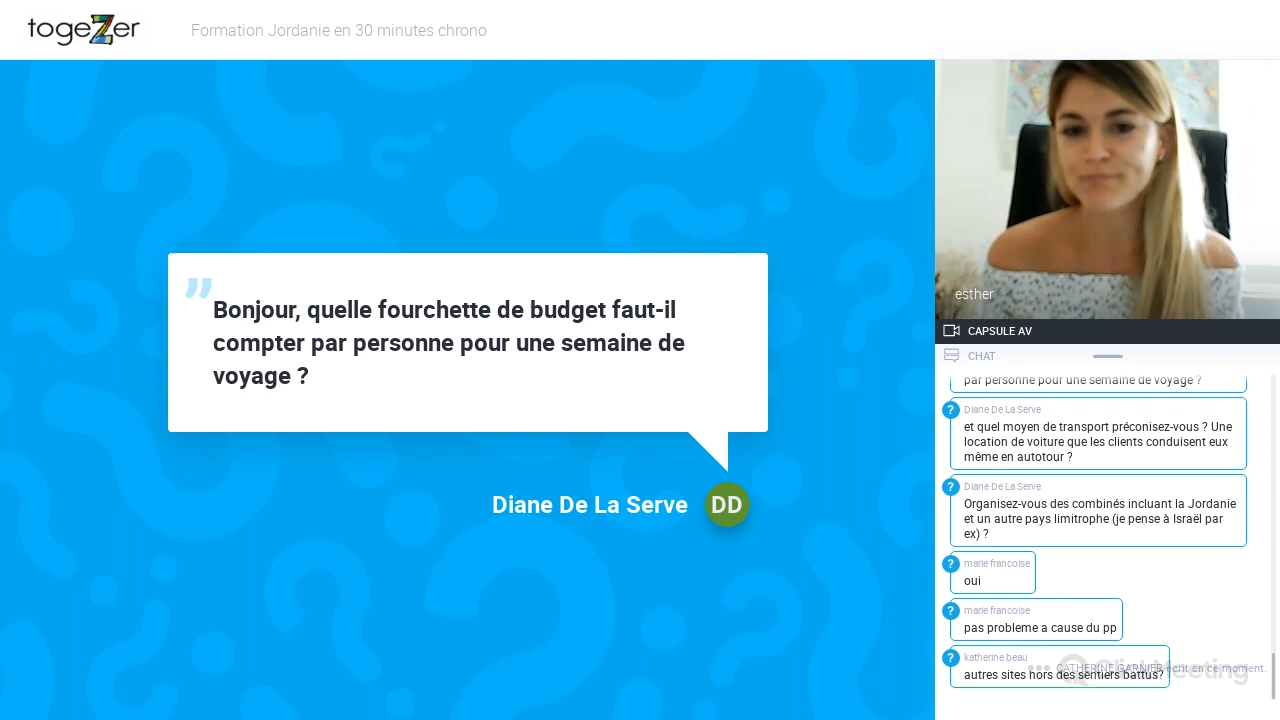 togeZzer
Formation Jordanie en 30 minutes chrono
Bonjour, quelle fourchette de budget faut-il
compter par personne pour une semaine de
voyage ?
Diane De La Serve
DD
esther
CAPSULE AV
CHAT
par personne pour une semaine de voyage ?
?
Diane De La Serve
et quel moyen de transport préconisez-vous ? Une
location de voiture que les clients conduisent eux
même en autotour ?
?
Diane De La Serve
Organisez-vous des combinés incluant la Jordanie
et un autre pays limitrophe (je pense à Israël par
ex) ?
?
marie francoise
oui
?
marie francoise
pas probleme a cause du pp
?
katherine beau
CATHERINE GARNIER écrit en ce moment.
ClickMeeting
autres sites hors des sentiers battus?